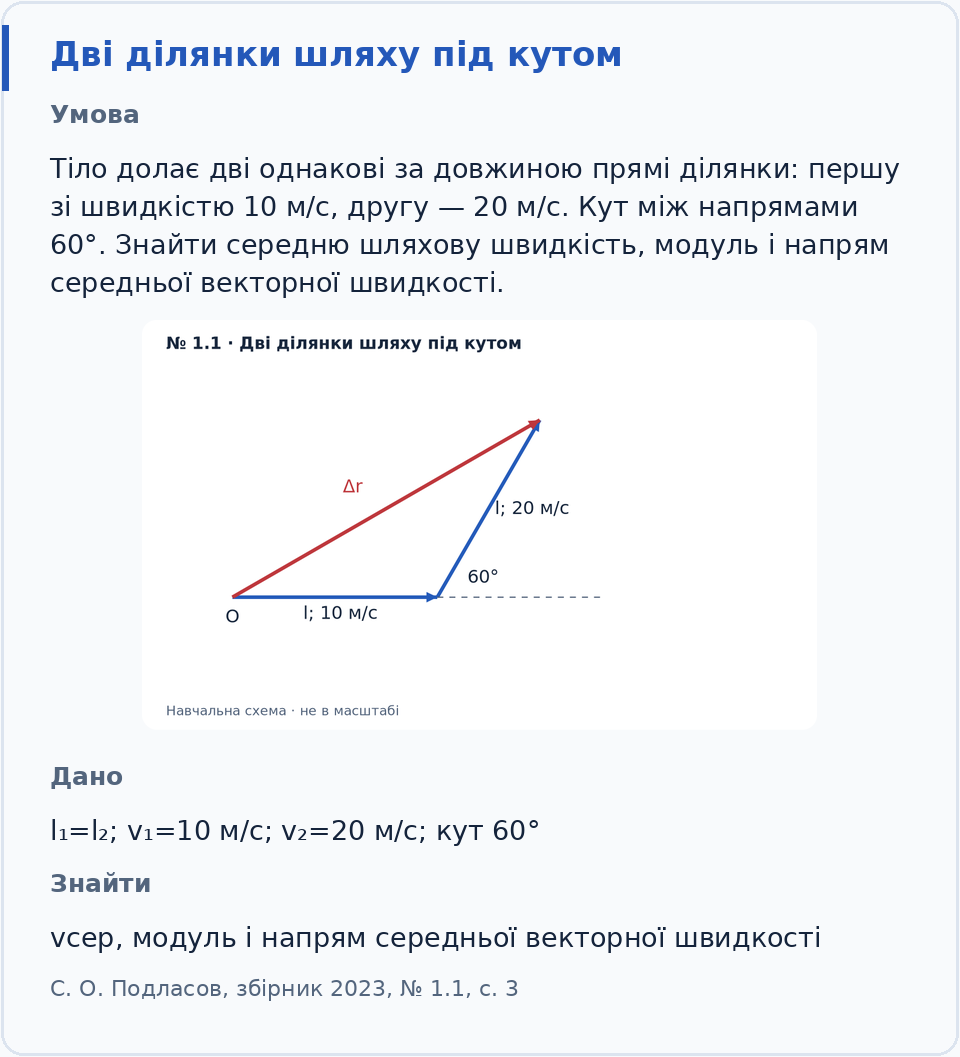 Дві ділянки шляху під кутом
Умова
Тіло долає дві однакові за довжиною прямі ділянки: першу
зі швидкістю 10 м/с, другу — 20 м/с. Кут між напрямами
60°. Знайти середню шляхову швидкість, модуль і напрям
середньої векторної швидкості.
№ 1.1 · Дві ділянки шляху під кутом
Δr
l; 20 м/с
60°
O
l; 10 м/с
Навчальна схема · не в масштабі
Дано
l₁=l₂; v₁=10 м/с; v₂=20 м/с; кут 60°
Знайти
vсер, модуль і напрям середньої векторної швидкості
С. О. Подласов, збірник 2023, № 1.1, с. 3